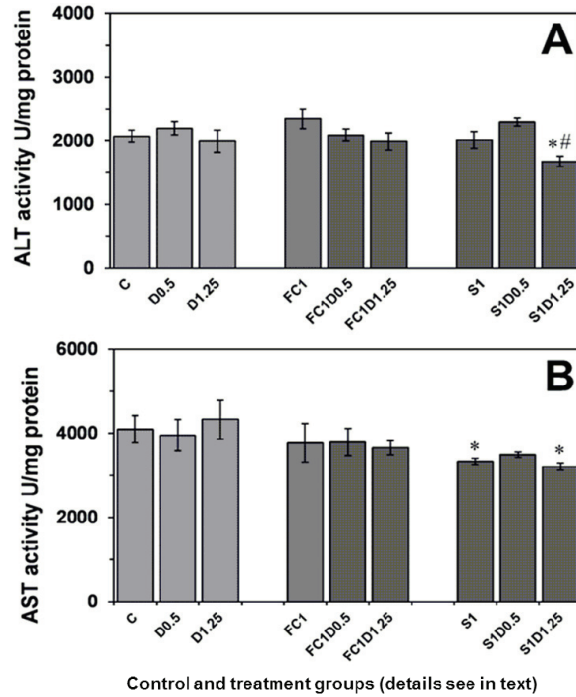 4000
A
3000
2000
1000
0
ALT activity U/mg protein
*#
C D0.5 D1.25 FC1 FC1D0.5 FC1D1.25 S1 S1D0.5 S1D1.25
6000
B
4000
2000
0
AST activity U/mg protein
* *
C D0.5 D1.25 FC1 FC1D0.5 FC1D1.25 S1 S1D0.5 S1D1.25
Control and treatment groups (details see in text)